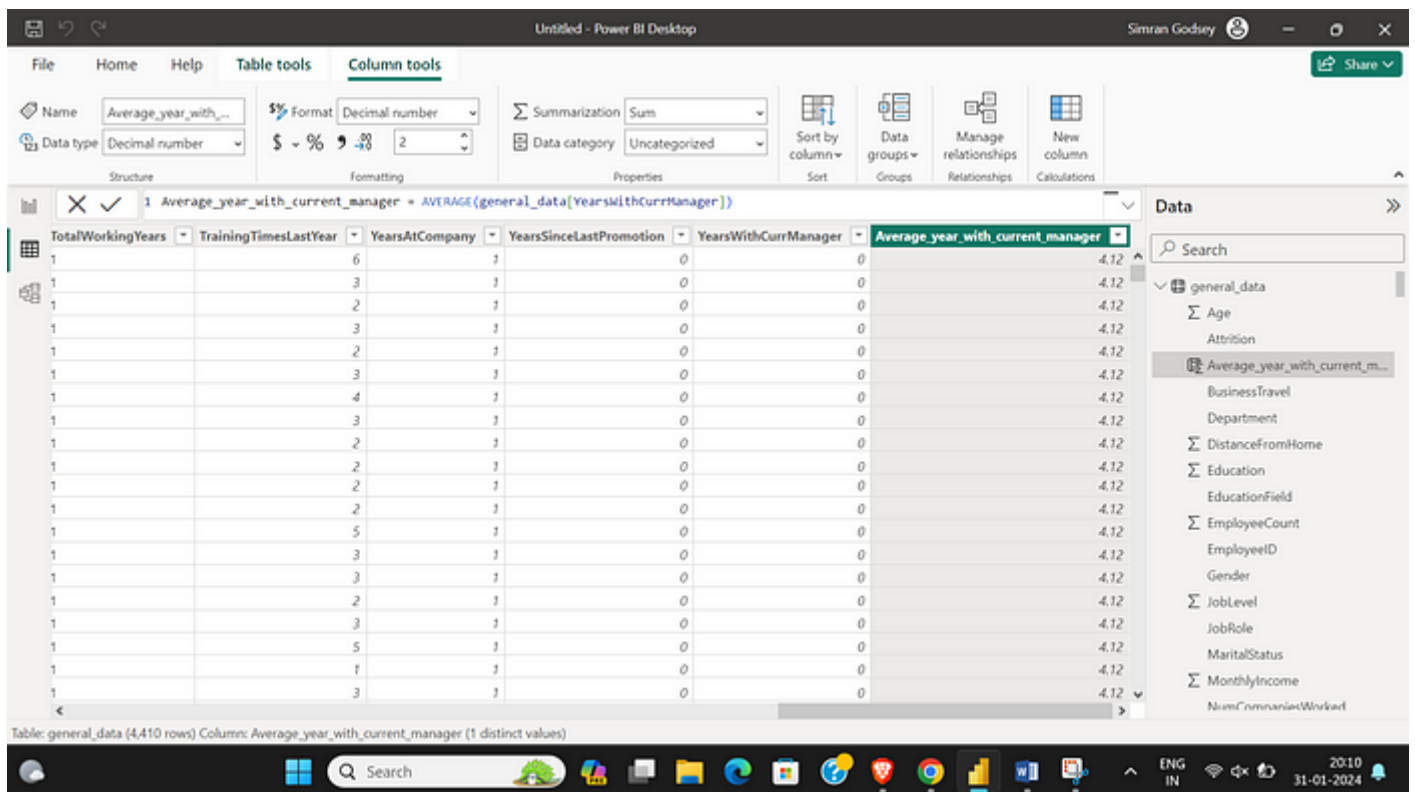 Untitled - Power BI Desktop Simran Godsey
File Home Help Table tools Column tools Share
Name Average_year_with_... $% Format Decimal number Summarization Sum Sort by column Data groups Manage relationships New column
Data type Decimal number $ % 2 Data category Uncategorized
Structure Formatting Properties Sort Groups Relationships Calculations
1 Average_year_with_current_manager = AVERAGE(general_data[YearsWithCurrManager])
TotalWorkingYears TrainingTimesLastYear YearsAtCompany YearsSinceLastPromotion YearsWithCurrManager Average_year_with_current_manager
1 6 1 0 0 4.12
1 3 1 0 0 4.12
1 2 1 0 0 4.12
1 3 1 0 0 4.12
1 2 1 0 0 4.12
1 3 1 0 0 4.12
1 4 1 0 0 4.12
1 3 1 0 0 4.12
1 2 1 0 0 4.12
1 2 1 0 0 4.12
1 2 1 0 0 4.12
1 2 1 0 0 4.12
1 5 1 0 0 4.12
1 3 1 0 0 4.12
1 3 1 0 0 4.12
1 2 1 0 0 4.12
1 3 1 0 0 4.12
1 5 1 0 0 4.12
1 1 1 0 0 4.12
1 3 1 0 0 4.12
Data
Search
general_data
Age
Attrition
Average_year_with_current_m...
BusinessTravel
Department
DistanceFromHome
Education
EducationField
EmployeeCount
EmployeeID
Gender
JobLevel
JobRole
MaritalStatus
MonthlyIncome
NumCompaniesWorked
Table: general_data (4,410 rows) Column: Average_year_with_current_manager (1 distinct values)
Search
ENG
IN
20:10
31-01-2024